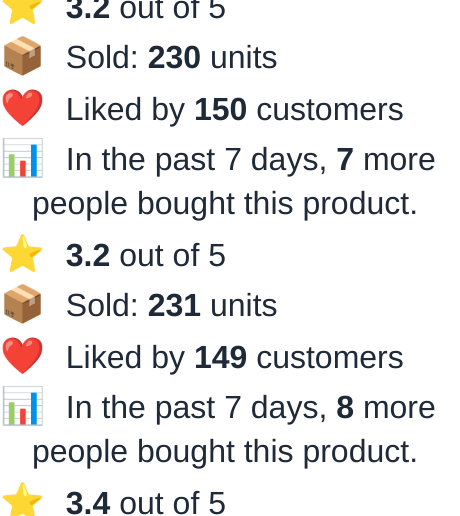 3.2 out of 5
Sold: 230 units
Liked by 150 customers
In the past 7 days, 7 more
people bought this product.
3.2 out of 5
Sold: 231 units
Liked by 149 customers
In the past 7 days, 8 more
people bought this product.
3.4 out of 5